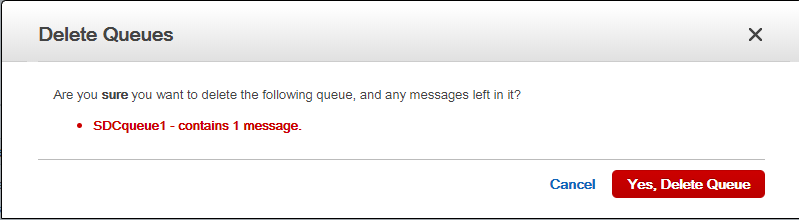 Delete Queues
Are you sure you want to delete the following queue, and any messages left in it?
SDCqueue1 - contains 1 message.
Cancel
Yes, Delete Queue